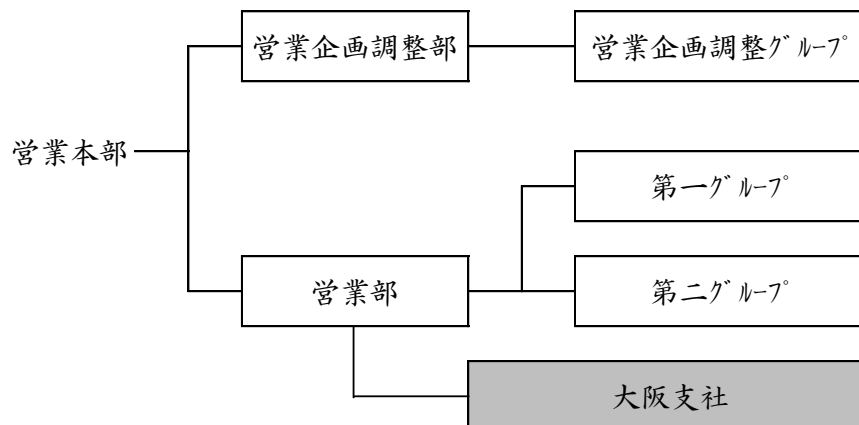 営業企画調整部
営業企画調整ｸﾞﾙｰﾌﾟ
営業本部
第一ｸﾞﾙｰﾌﾟ
営業部
第二ｸﾞﾙｰﾌﾟ
大阪支社